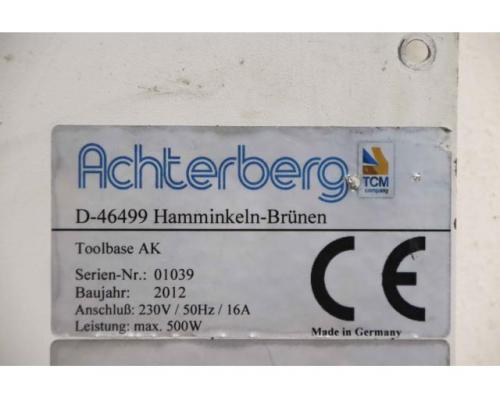 Achterberg
TCM
company
D-46499 Hamminkeln-Brünen
Toolbase AK
Serien-Nr.: 01039
Baujahr: 2012
Anschluß: 230V / 50Hz / 16A
Leistung: max. 500W
CE
Made in Germany